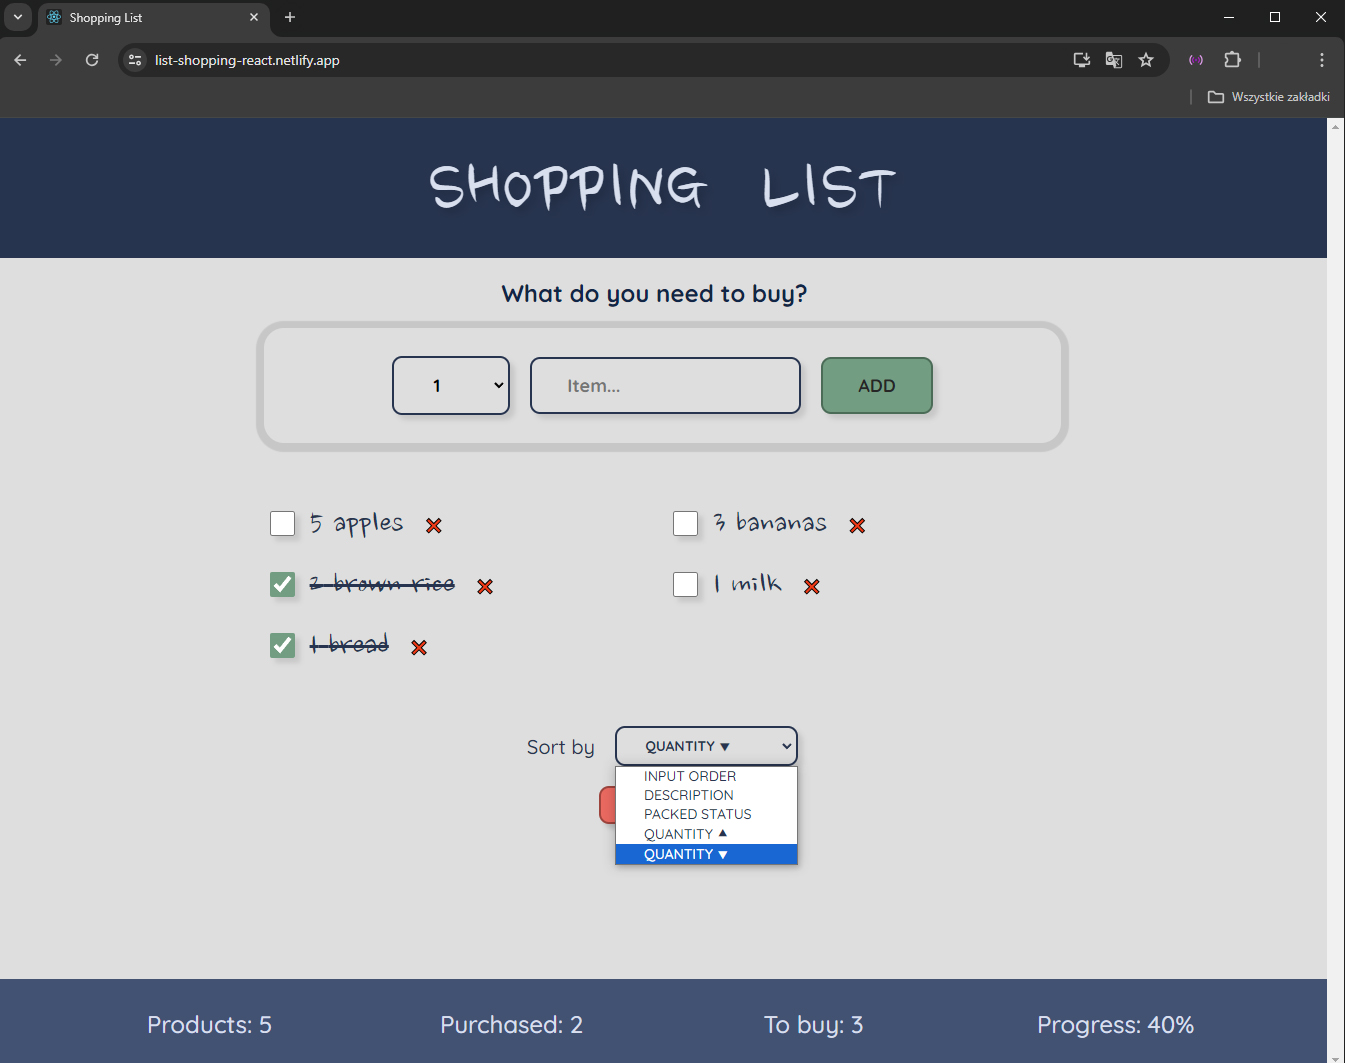 Shopping List
list-shopping-react.netlify.app
Wszystkie zakładki
SHOPPING LIST
What do you need to buy?
1 Item... ADD
5 apples 3 bananas
2 brown rice 1 milk
1 bread
Sort by QUANTITY ▼
INPUT ORDER
DESCRIPTION
PACKED STATUS
QUANTITY ▲
QUANTITY ▼
Products: 5 Purchased: 2 To buy: 3 Progress: 40%